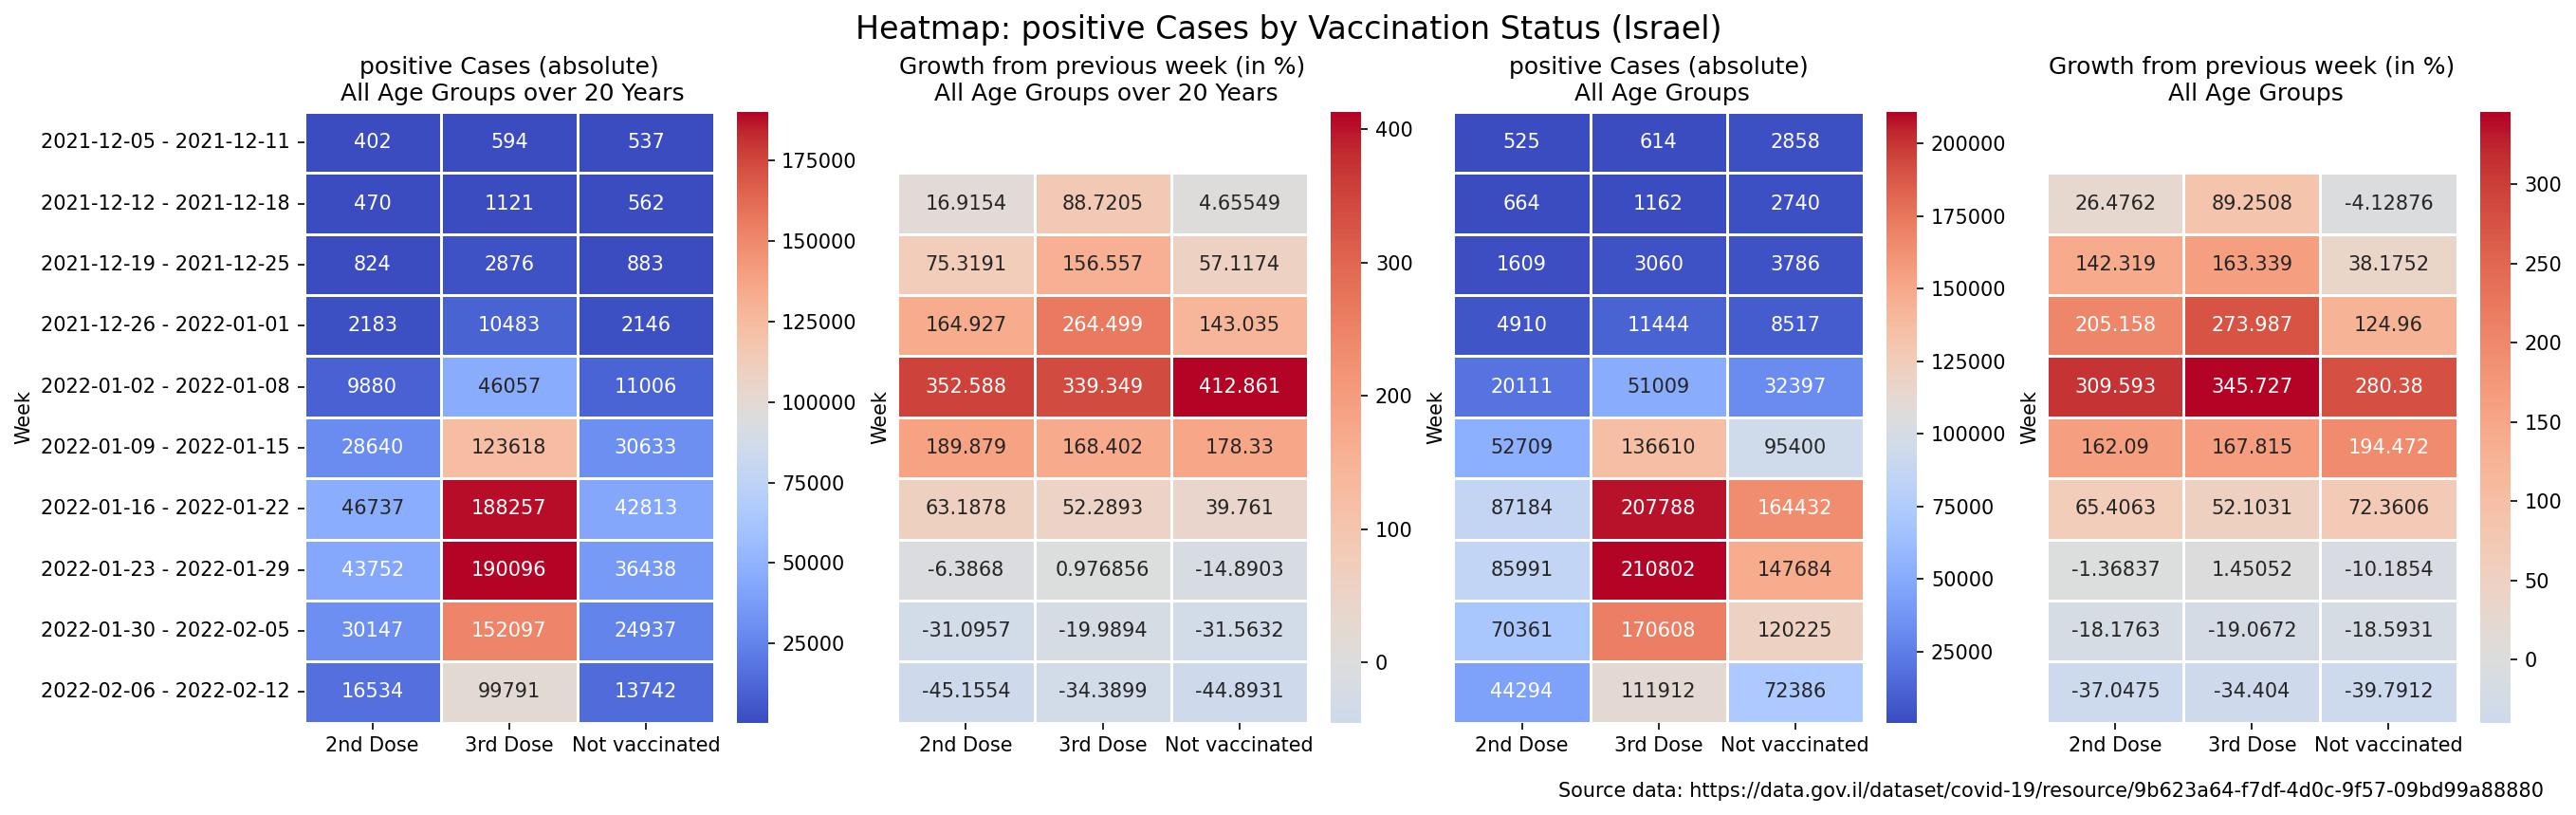 Heatmap: positive Cases by Vaccination Status (Israel)
positive Cases (absolute)
All Age Groups over 20 Years
Week
2021-12-05 - 2021-12-11 402 594 537
2021-12-12 - 2021-12-18 470 1121 562
2021-12-19 - 2021-12-25 824 2876 883
2021-12-26 - 2022-01-01 2183 10483 2146
2022-01-02 - 2022-01-08 9880 46057 11006
2022-01-09 - 2022-01-15 28640 123618 30633
2022-01-16 - 2022-01-22 46737 188257 42813
2022-01-23 - 2022-01-29 43752 190096 36438
2022-01-30 - 2022-02-05 30147 152097 24937
2022-02-06 - 2022-02-12 16534 99791 13742
2nd Dose 3rd Dose Not vaccinated
175000
150000
125000
100000
75000
50000
25000
Growth from previous week (in %)
All Age Groups over 20 Years
Week
16.9154 88.7205 4.65549
75.3191 156.557 57.1174
164.927 264.499 143.035
352.588 339.349 412.861
189.879 168.402 178.33
63.1878 52.2893 39.761
-6.3868 0.976856 -14.8903
-31.0957 -19.9894 -31.5632
-45.1554 -34.3899 -44.8931
2nd Dose 3rd Dose Not vaccinated
400
300
200
100
0
positive Cases (absolute)
All Age Groups
Week
525 614 2858
664 1162 2740
1609 3060 3786
4910 11444 8517
20111 51009 32397
52709 136610 95400
87184 207788 164432
85991 210802 147684
70361 170608 120225
44294 111912 72386
2nd Dose 3rd Dose Not vaccinated
200000
175000
150000
125000
100000
75000
50000
25000
Growth from previous week (in %)
All Age Groups
Week
26.4762 89.2508 -4.12876
142.319 163.339 38.1752
205.158 273.987 124.96
309.593 345.727 280.38
162.09 167.815 194.472
65.4063 52.1031 72.3606
-1.36837 1.45052 -10.1854
-18.1763 -19.0672 -18.5931
-37.0475 -34.404 -39.7912
2nd Dose 3rd Dose Not vaccinated
300
250
200
150
100
50
0
Source data: https://data.gov.il/dataset/covid-19/resource/9b623a64-f7df-4d0c-9f57-09bd99a88880